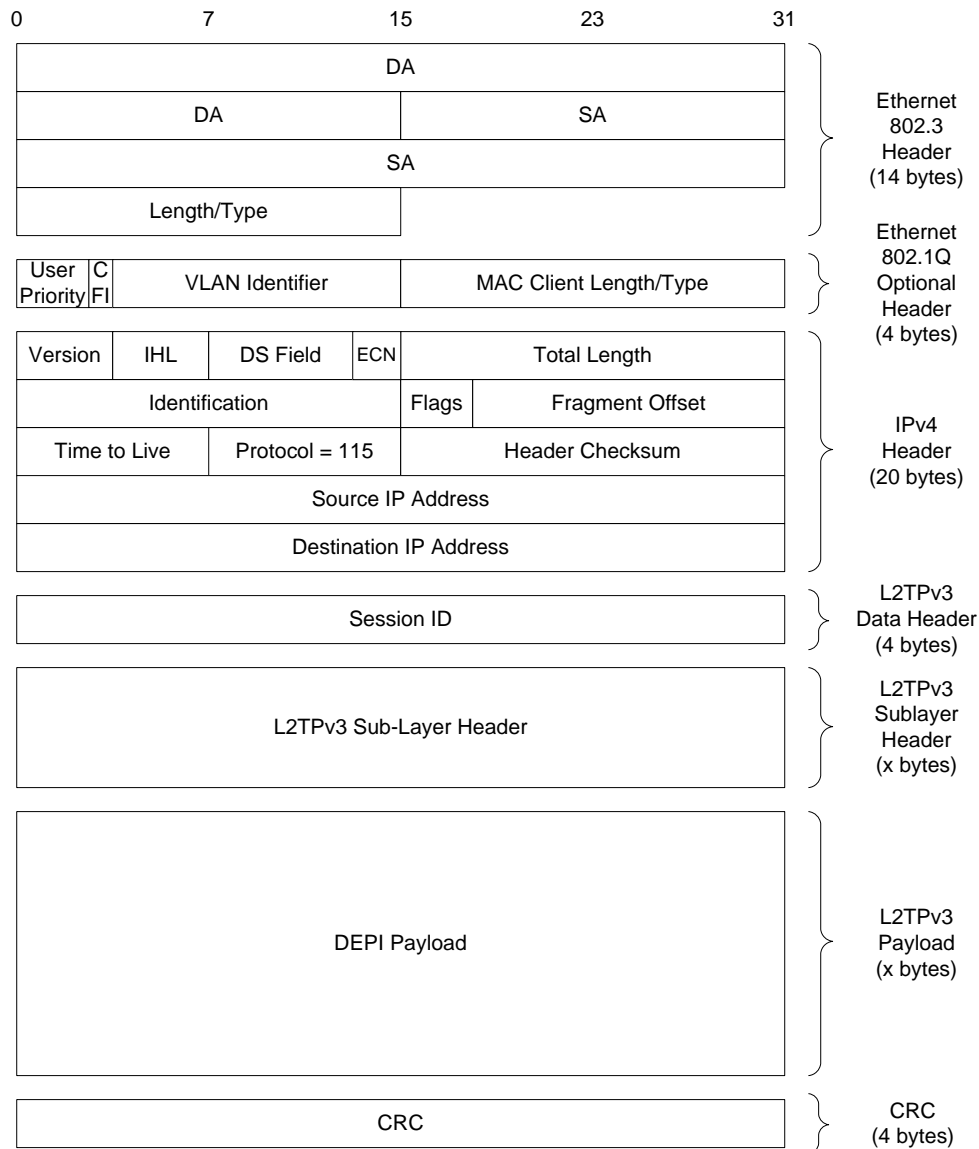 0 7 15 23 31
DA
DA SA
SA
Length/Type
Ethernet
802.3
Header
(14 bytes)
User
Priority
C
FI
VLAN Identifier
MAC Client Length/Type
Ethernet
802.1Q
Optional
Header
(4 bytes)
Version IHL DS Field ECN Total Length
Identification Flags Fragment Offset
Time to Live Protocol = 115 Header Checksum
Source IP Address
Destination IP Address
IPv4
Header
(20 bytes)
Session ID
L2TPv3
Data Header
(4 bytes)
L2TPv3 Sub-Layer Header
L2TPv3
Sublayer
Header
(x bytes)
DEPI Payload
L2TPv3
Payload
(x bytes)
CRC
CRC
(4 bytes)